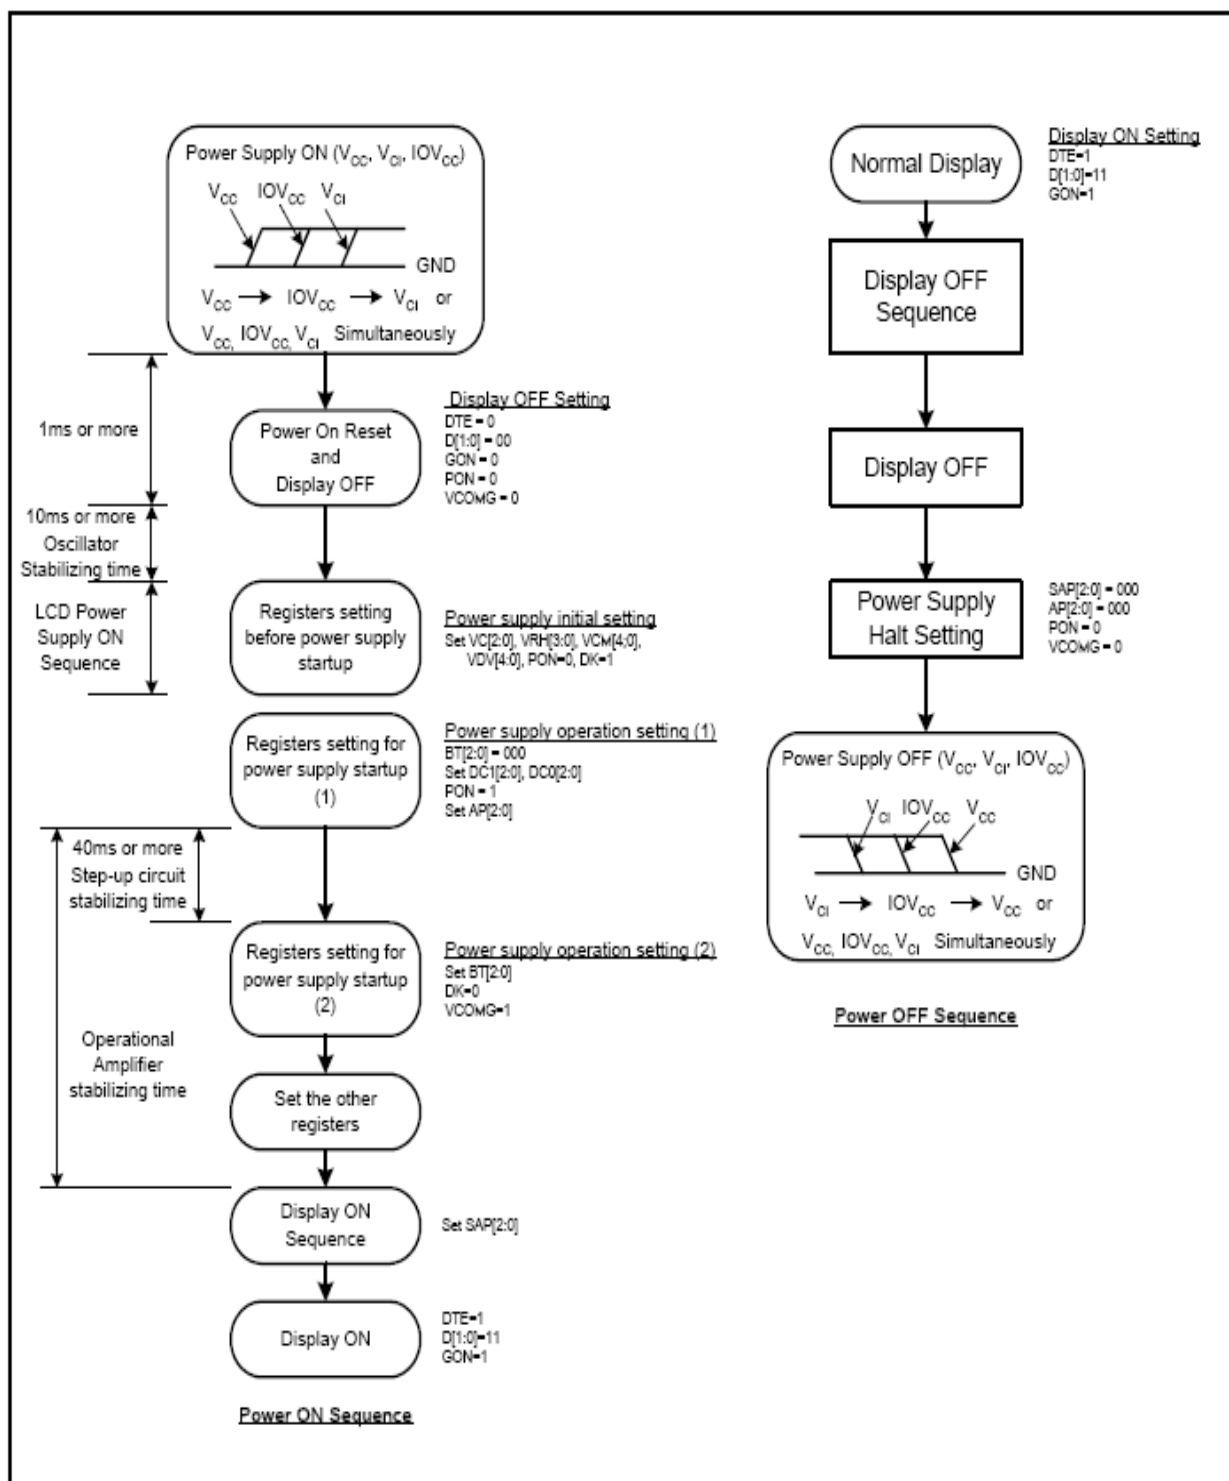 Power Supply ON (VCC, VCI, IOVCC)
VCC IOVCC VCI
GND
VCC → IOVCC → VCI or
VCC, IOVCC, VCI Simultaneously
1ms or more
Power On Reset
and
Display OFF
Display OFF Setting
DTE = 0
D[1:0] = 00
GON = 0
PON = 0
VCOMG = 0
10ms or more
Oscillator
Stabilizing time
LCD Power
Supply ON
Sequence
Registers setting
before power supply
startup
Power supply initial setting
Set VC[2:0], VRH[3:0], VCM[4:0],
VDV[4:0], PON=0, DK=1
Registers setting for
power supply startup
(1)
Power supply operation setting (1)
BT[2:0] = 000
Set DC1[2:0], DC0[2:0]
PON = 1
Set AP[2:0]
40ms or more
Step-up circuit
stabilizing time
Registers setting for
power supply startup
(2)
Power supply operation setting (2)
Set BT[2:0]
DK=0
VCOMG=1
Operational
Amplifier
stabilizing time
Set the other
registers
Display ON
Sequence
Set SAP[2:0]
Display ON
DTE=1
D[1:0]=11
GON=1
Power ON Sequence
Normal Display
Display ON Setting
DTE=1
D[1:0]=11
GON=1
Display OFF
Sequence
Display OFF
Power Supply
Halt Setting
SAP[2:0] = 000
AP[2:0] = 000
PON = 0
VCOMG = 0
Power Supply OFF (VCC, VCI, IOVCC)
VCI IOVCC VCC
GND
VCI → IOVCC → VCC or
VCC, IOVCC, VCI Simultaneously
Power OFF Sequence